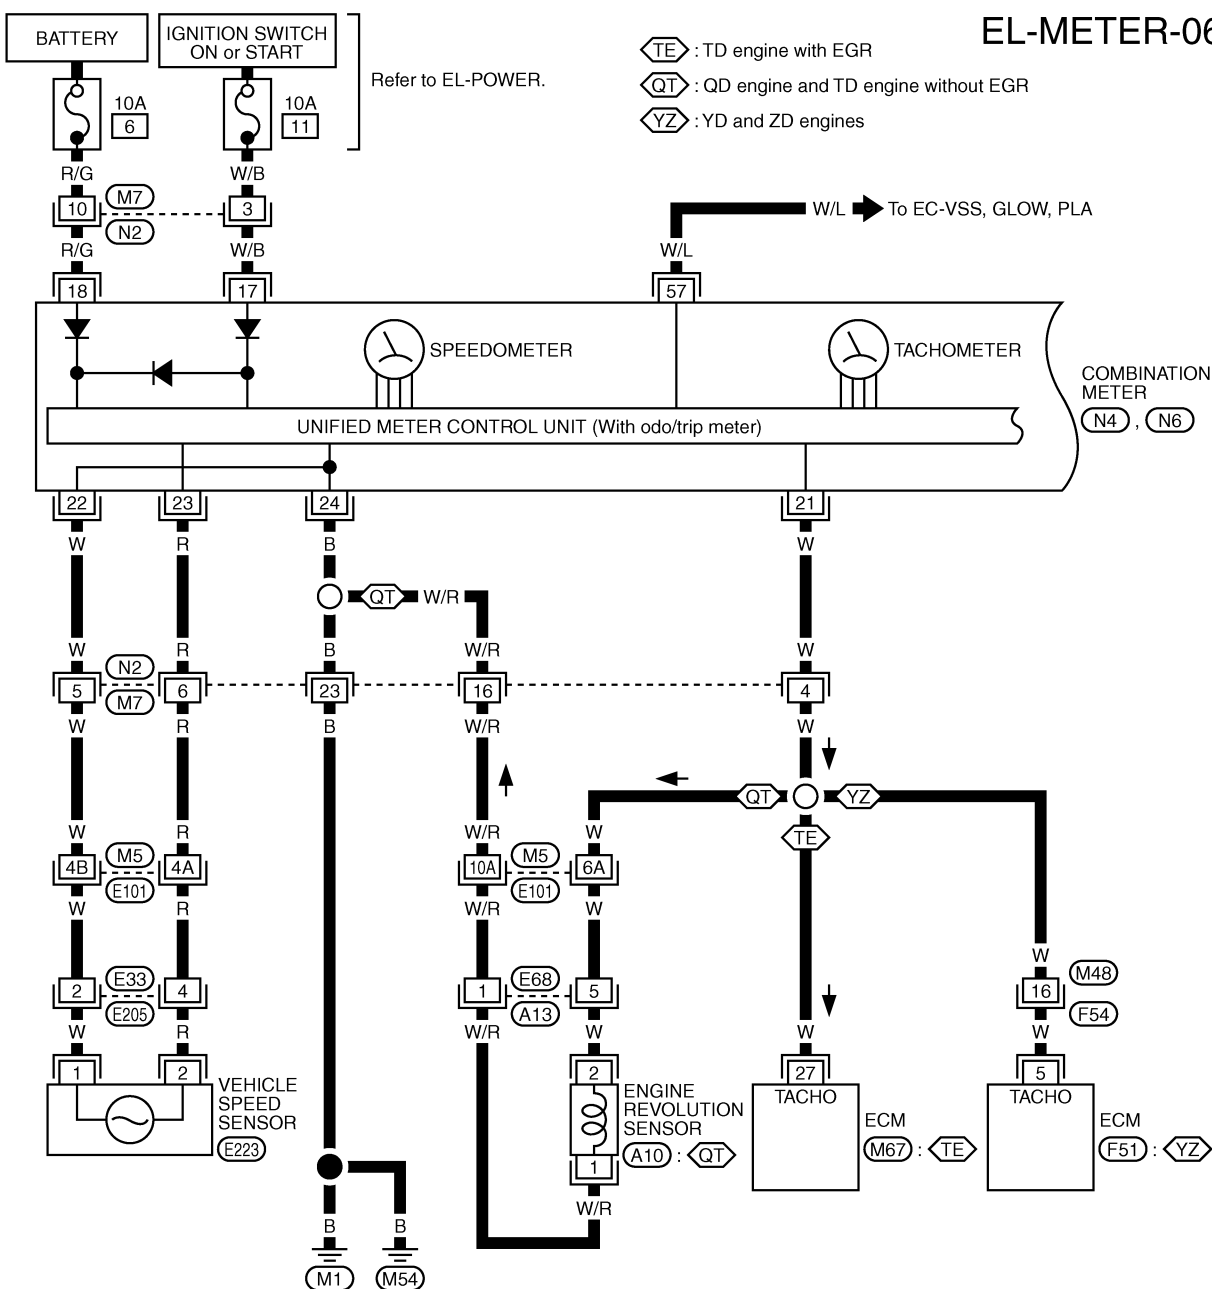 EL-METER-06
BATTERY
IGNITION SWITCH
ON or START
Refer to EL-POWER.
TE : TD engine with EGR
QT : QD engine and TD engine without EGR
YZ : YD and ZD engines
10A
6
10A
11
R/G
W/B
10
M7
N2
3
R/G
W/B
W/L
To EC-VSS, GLOW, PLA
W/L
18
17
57
SPEEDOMETER
TACHOMETER
COMBINATION
METER
N4 , N6
UNIFIED METER CONTROL UNIT (With odo/trip meter)
22
23
24
21
W
R
B
W
QT
W/R
W
R
B
W/R
W
5
N2
M7
6
23
16
4
W
R
B
W/R
W
QT
YZ
TE
W
R
W/R
W
4B
M5
E101
4A
10A
M5
E101
6A
W
R
W/R
W
W
2
E33
E205
4
1
E68
A13
5
16
M48
F54
W
R
W/R
W
W
W
1
2
2
27
5
VEHICLE
SPEED
SENSOR
E223
ENGINE
REVOLUTION
SENSOR
A10 : QT
TACHO
ECM
M67 : TE
TACHO
ECM
F51 : YZ
1
W/R
B
B
M1
M54